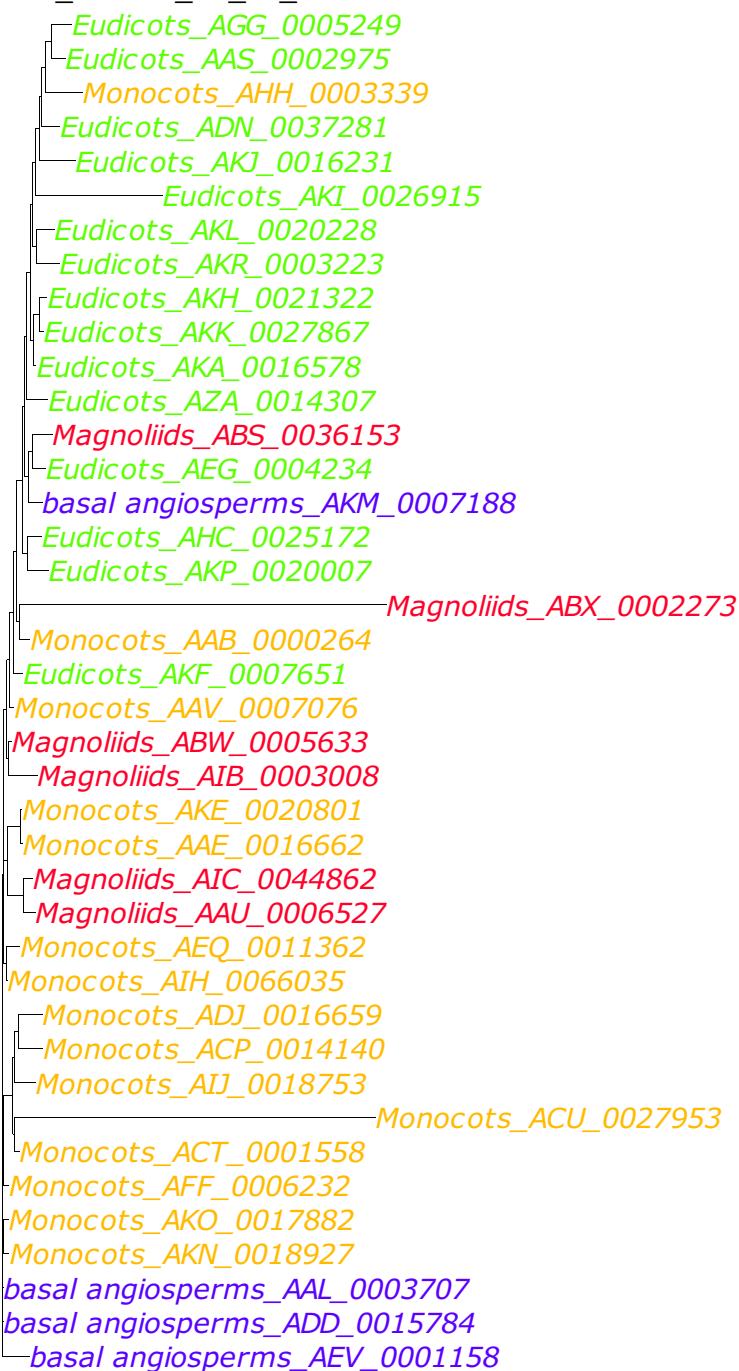 Eudicots_AGG_0005249
Eudicots_AAS_0002975
Monocots_AHH_0003339
Eudicots_ADN_0037281
Eudicots_AKJ_0016231
Eudicots_AKI_0026915
Eudicots_AKL_0020228
Eudicots_AKR_0003223
Eudicots_AKH_0021322
Eudicots_AKK_0027867
Eudicots_AKA_0016578
Eudicots_AZA_0014307
Magnoliids_ABS_0036153
Eudicots_AEG_0004234
basal angiosperms_AKM_0007188
Eudicots_AHC_0025172
Eudicots_AKP_0020007
Magnoliids_ABX_0002273
Monocots_AAB_0000264
Eudicots_AKF_0007651
Monocots_AAV_0007076
Magnoliids_ABW_0005633
Magnoliids_AIB_0003008
Monocots_AKE_0020801
Monocots_AAE_0016662
Magnoliids_AIC_0044862
Magnoliids_AAU_0006527
Monocots_AEQ_0011362
Monocots_AIH_0066035
Monocots_ADJ_0016659
Monocots_ACP_0014140
Monocots_AIJ_0018753
Monocots_ACU_0027953
Monocots_ACT_0001558
Monocots_AFF_0006232
Monocots_AKO_0017882
Monocots_AKN_0018927
basal angiosperms_AAL_0003707
basal angiosperms_ADD_0015784
basal angiosperms_AEV_0001158